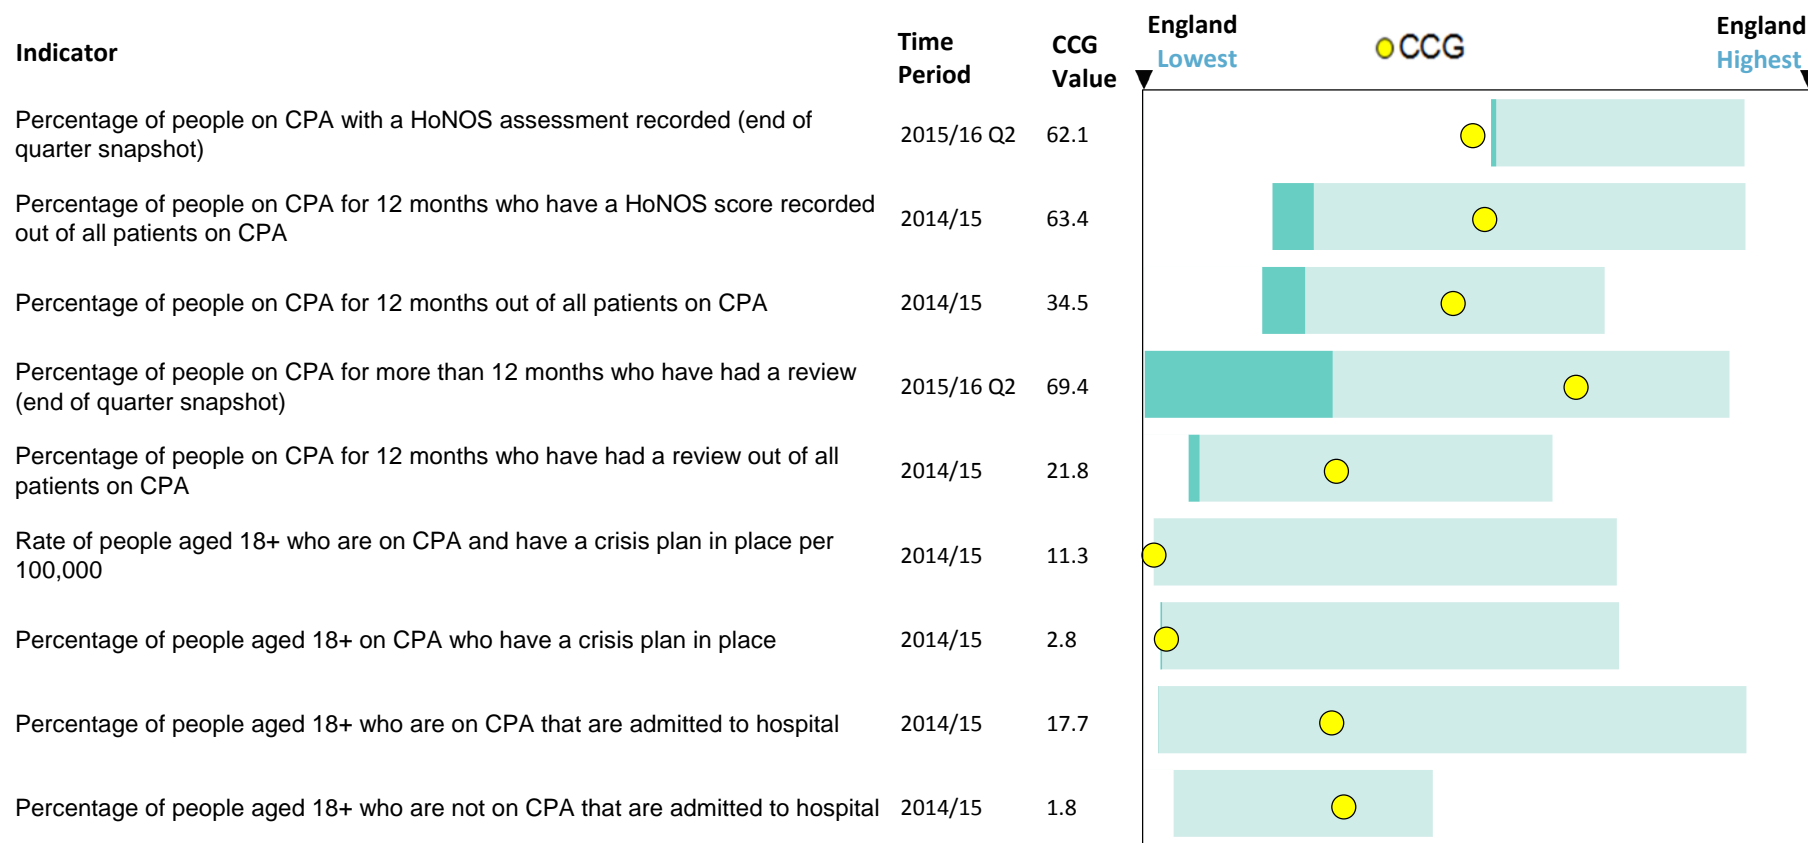 Indicator
Time Period
CCG Value
England Lowest
CCG
England Highest
Percentage of people on CPA with a HoNOS assessment recorded (end of
quarter snapshot)
2015/16 Q2
62.1
Percentage of people on CPA for 12 months who have a HoNOS score recorded
out of all patients on CPA
2014/15
63.4
Percentage of people on CPA for 12 months out of all patients on CPA
2014/15
34.5
Percentage of people on CPA for more than 12 months who have had a review
(end of quarter snapshot)
2015/16 Q2
69.4
Percentage of people on CPA for 12 months who have had a review out of all
patients on CPA
2014/15
21.8
Rate of people aged 18+ who are on CPA and have a crisis plan in place per
100,000
2014/15
11.3
Percentage of people aged 18+ on CPA who have a crisis plan in place
2014/15
2.8
Percentage of people aged 18+ who are on CPA that are admitted to hospital
2014/15
17.7
Percentage of people aged 18+ who are not on CPA that are admitted to hospital
2014/15
1.8